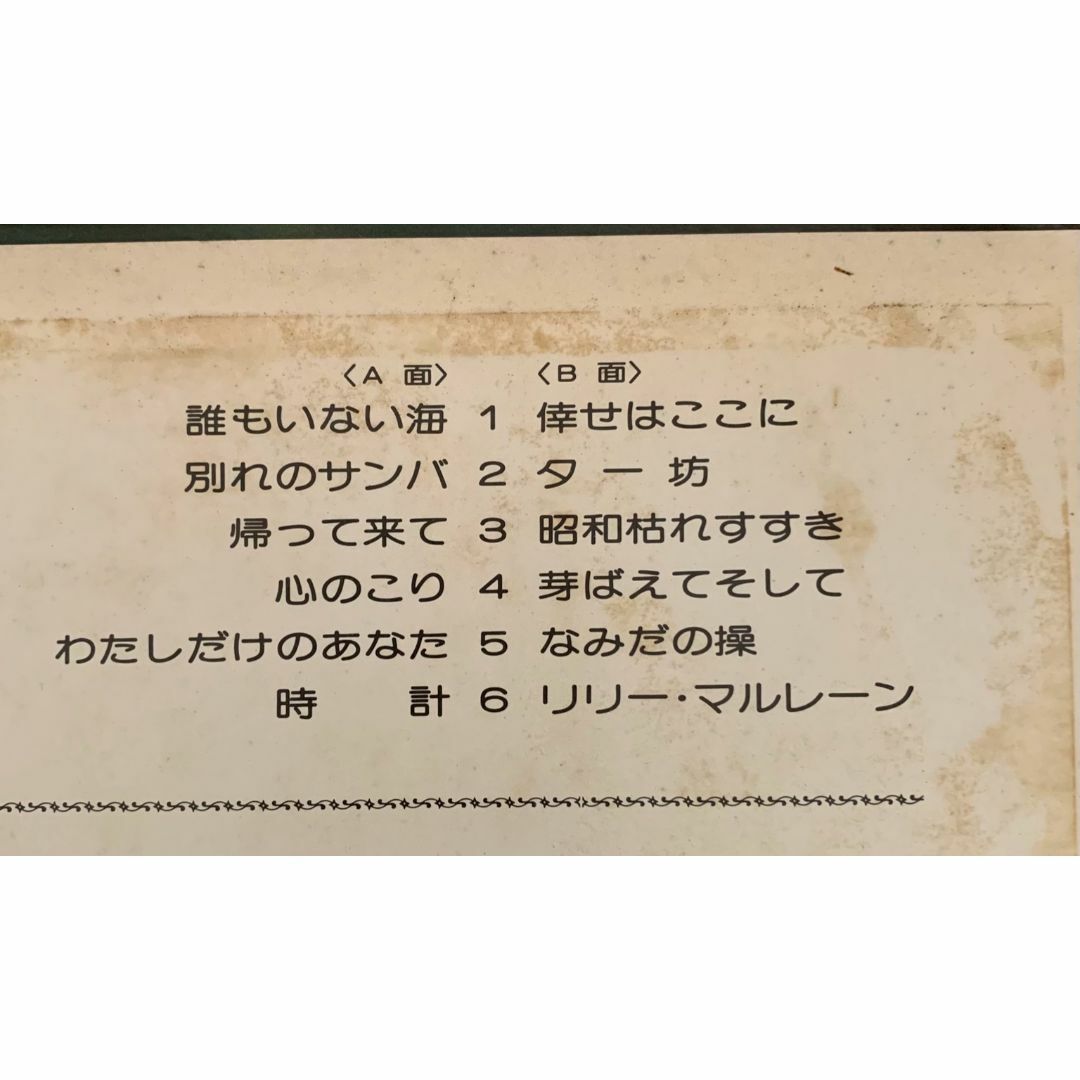 〈A 面〉 〈B 面〉
誰もいない海 1 倖せはここに
別れのサンバ 2 ター坊
帰って来て 3 昭和枯れすすき
心のこり 4 芽ばえてそして
わたしだけのあなた 5 なみだの操
時 計 6 リリー・マルレーン